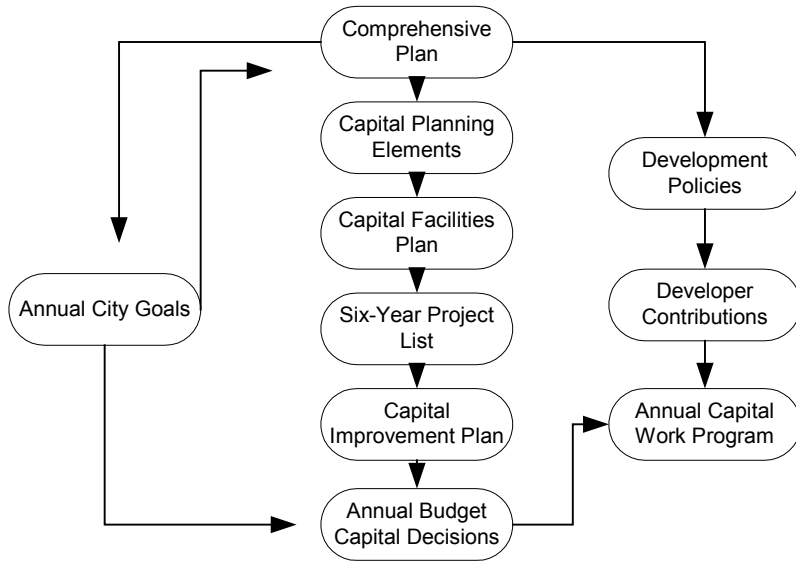 Comprehensive
Plan
Capital Planning
Elements
Development
Policies
Capital Facilities
Plan
Annual City Goals
Six-Year Project
List
Developer
Contributions
Capital
Improvement Plan
Annual Capital
Work Program
Annual Budget
Capital Decisions